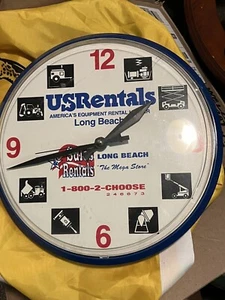 12
USRentals
AMERICA'S EQUIPMENT RENTAL
Long Beach
9
3
Rentals
LONG BEACH
"The Mega Store"
1-800-2-CHOOSE
246673
6